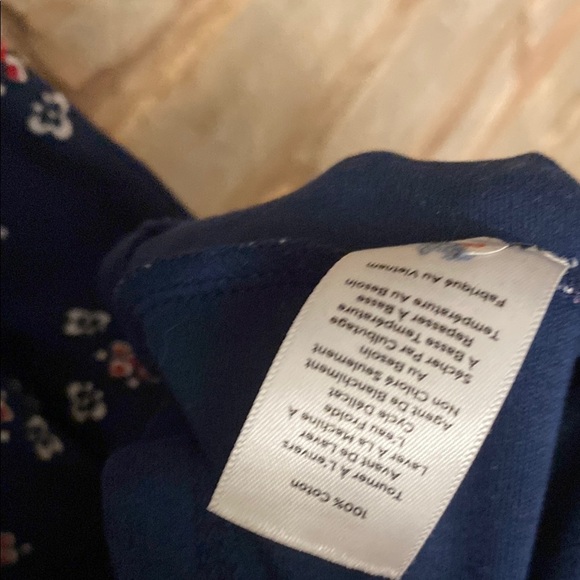 100% Coton
Tourner À L'envers
Avant De Laver
Laver À La Machine À
L'eau Froide
Cycle Délicat
Agent De Blanchiment
Non Chloré Seulement
Au Besoin.
Sécher Par Culbutage
À Basse Température
Repasser À Basse
Température Au Besoin
Fabriqué Au Vietnam